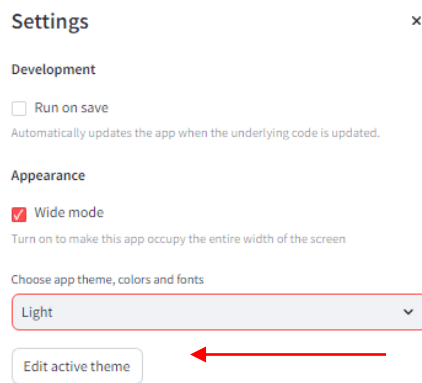 Settings
Development
Run on save
Automatically updates the app when the underlying code is updated.
Appearance
Wide mode
Turn on to make this app occupy the entire width of the screen
Choose app theme, colors and fonts
Light
Edit active theme